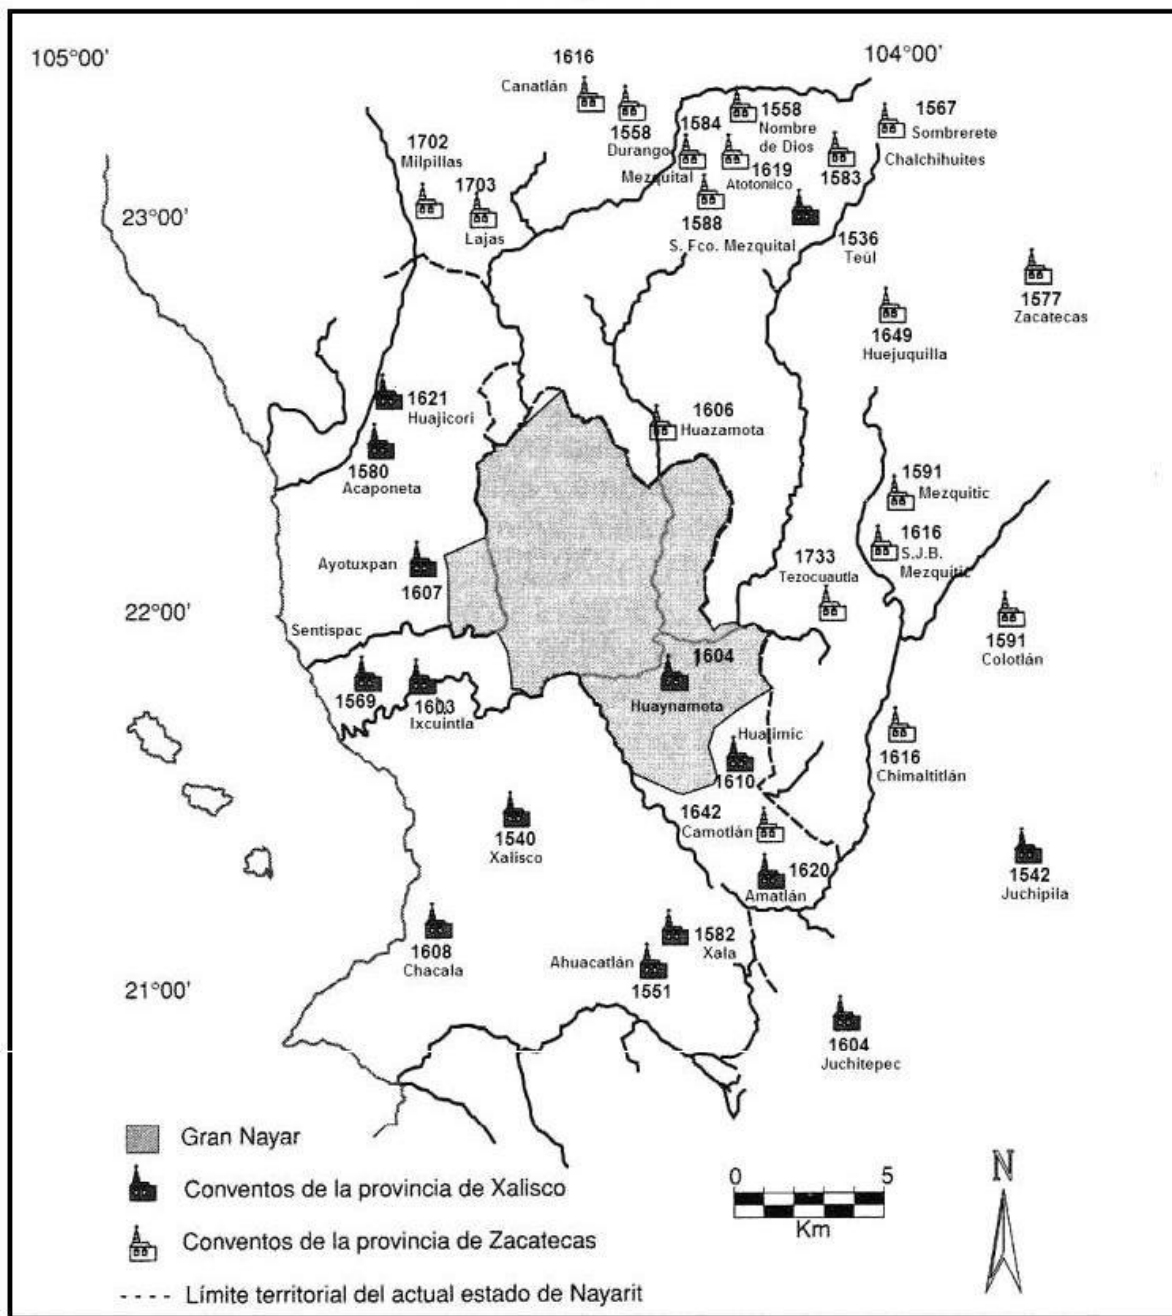 105°00'
104°00'
1616
Canatlán
1558
Durango
1584
Mezquital
1558
Nombre
de Dios
1567
Sombrerete
Chalchihuites
1583
1619
Atotonilco
1588
S. Fco. Mezquital
1702
Milpillas
1703
Lajas
23°00'
1536
Teúl
1577
Zacatecas
1649
Huejuquilla
1621
Huajicori
1606
Huazamota
1580
Acaponeta
1591
Mezquitic
1616
S.J.B.
Mezquitic
Ayotuxpan
1607
1733
Tezocuautla
22°00'
Sentispac
1591
Colotlán
1569
1603
Ixcuintla
1604
Huaynamota
Huajimic
1610
1616
Chimaltitlán
1540
Xalisco
1642
Camotlán
1620
Amatlán
1542
Juchipila
1608
Chacala
Ahuacatlán
1551
1582
Xala
21°00'
1604
Juchitepec
Gran Nayar
Conventos de la provincia de Xalisco
Conventos de la provincia de Zacatecas
Límite territorial del actual estado de Nayarit
0 5
Km
N